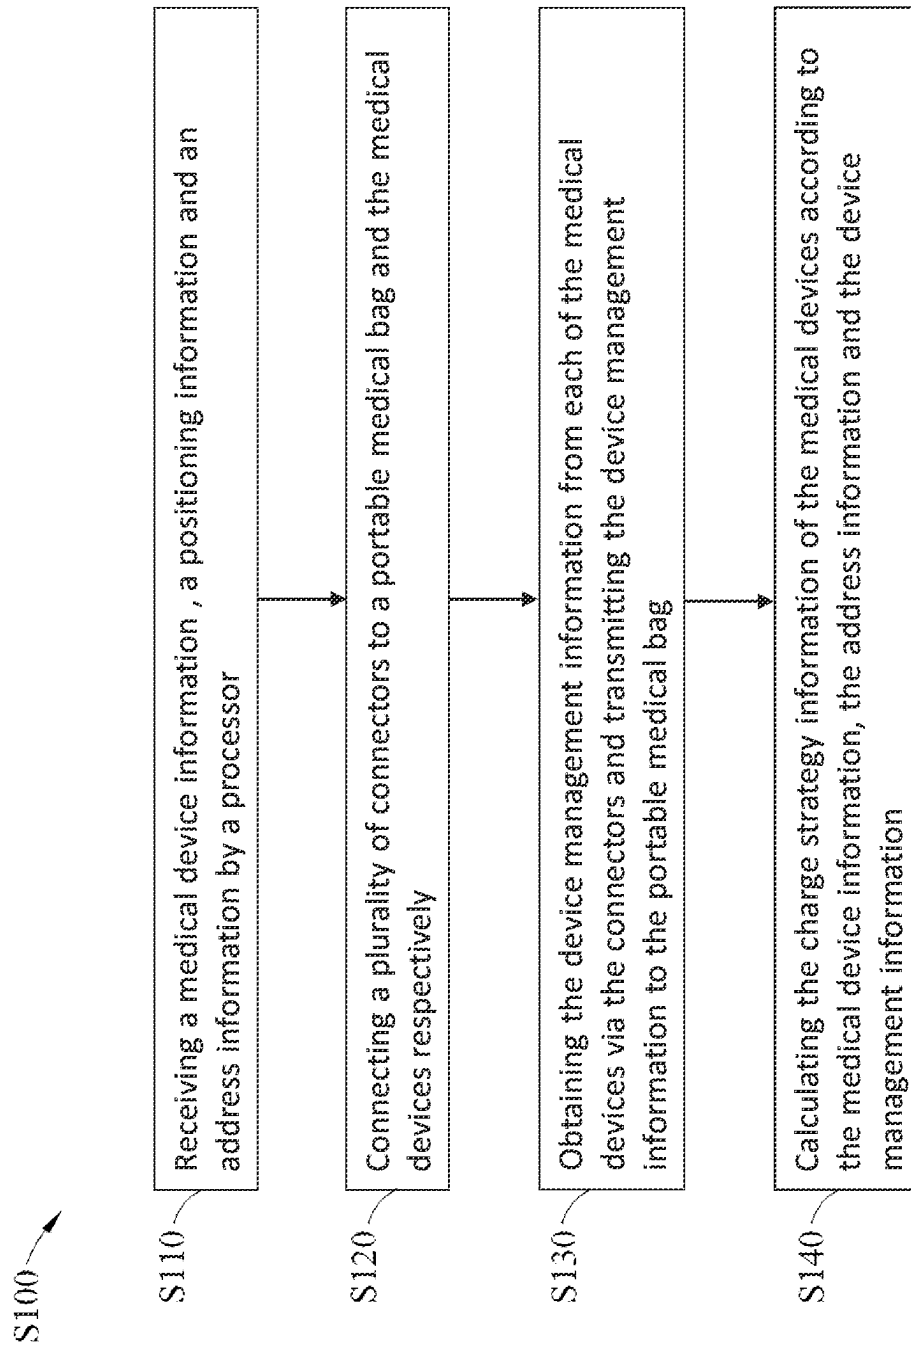 S100
S110
Receiving a medical device information , a positioning information and an
address information by a processor
S120
Connecting a plurality of connectors to a portable medical bag and the medical
devices respectively
S130
Obtaining the device management information from each of the medical
devices via the connectors and transmitting the device management
information to the portable medical bag
S140
Calculating the charge strategy information of the medical devices according to
the medical device information, the address information and the device
management information